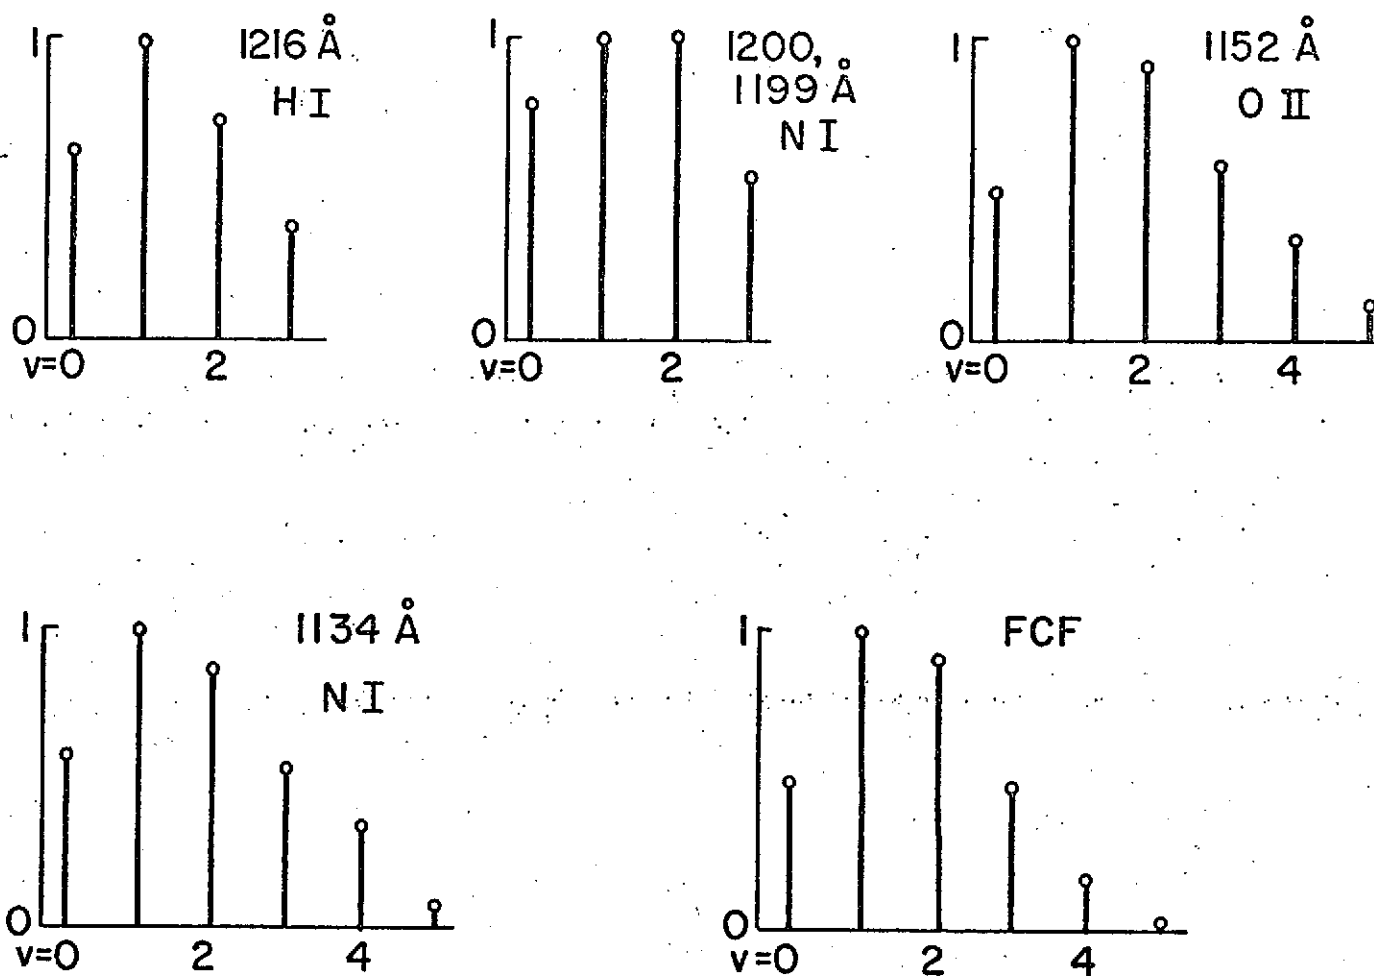 1
1216 Å
H I
0
v=0 2
1
1200,
1199 Å
N I
0
v=0 2
1
1152 Å
O II
0
v=0 2 4
1
1134 Å
N I
0
v=0 2 4
1
FCF
0
v=0 2 4